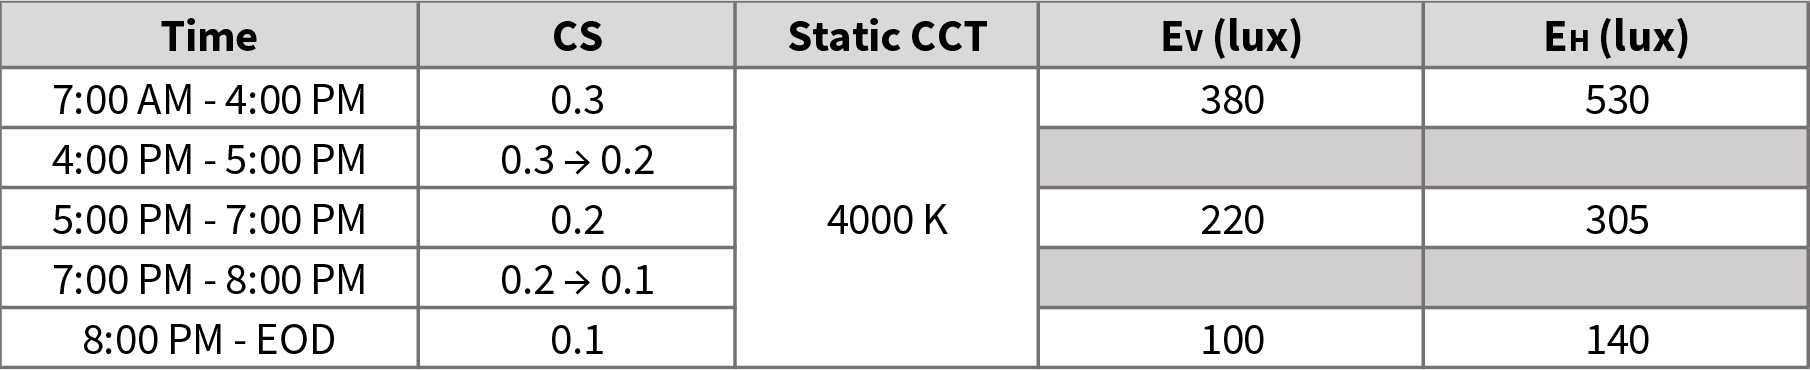 Time CS Static CCT EV (lux) EH (lux)
7:00 AM - 4:00 PM 0.3 380 530
4:00 PM - 5:00 PM 0.3 → 0.2
5:00 PM - 7:00 PM 0.2 4000 K 220 305
7:00 PM - 8:00 PM 0.2 → 0.1
8:00 PM - EOD 0.1 100 140